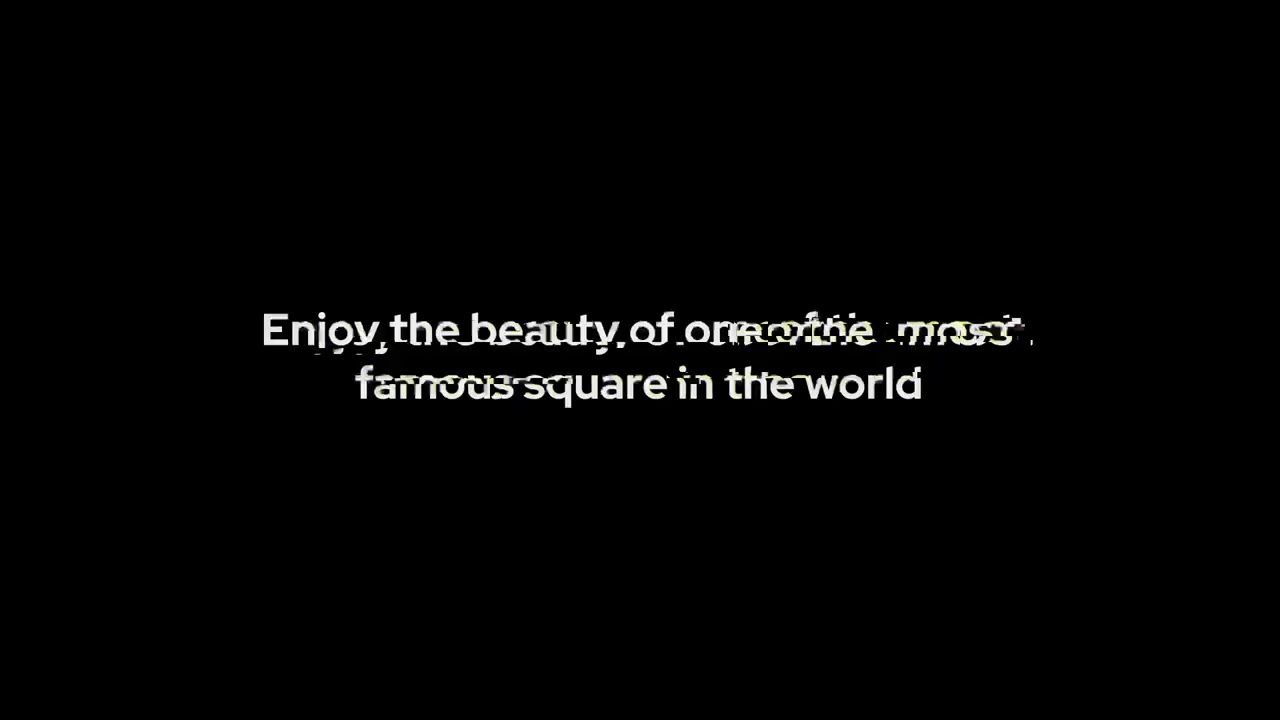 Enjoy the beauty of one of the most
famous square in the world